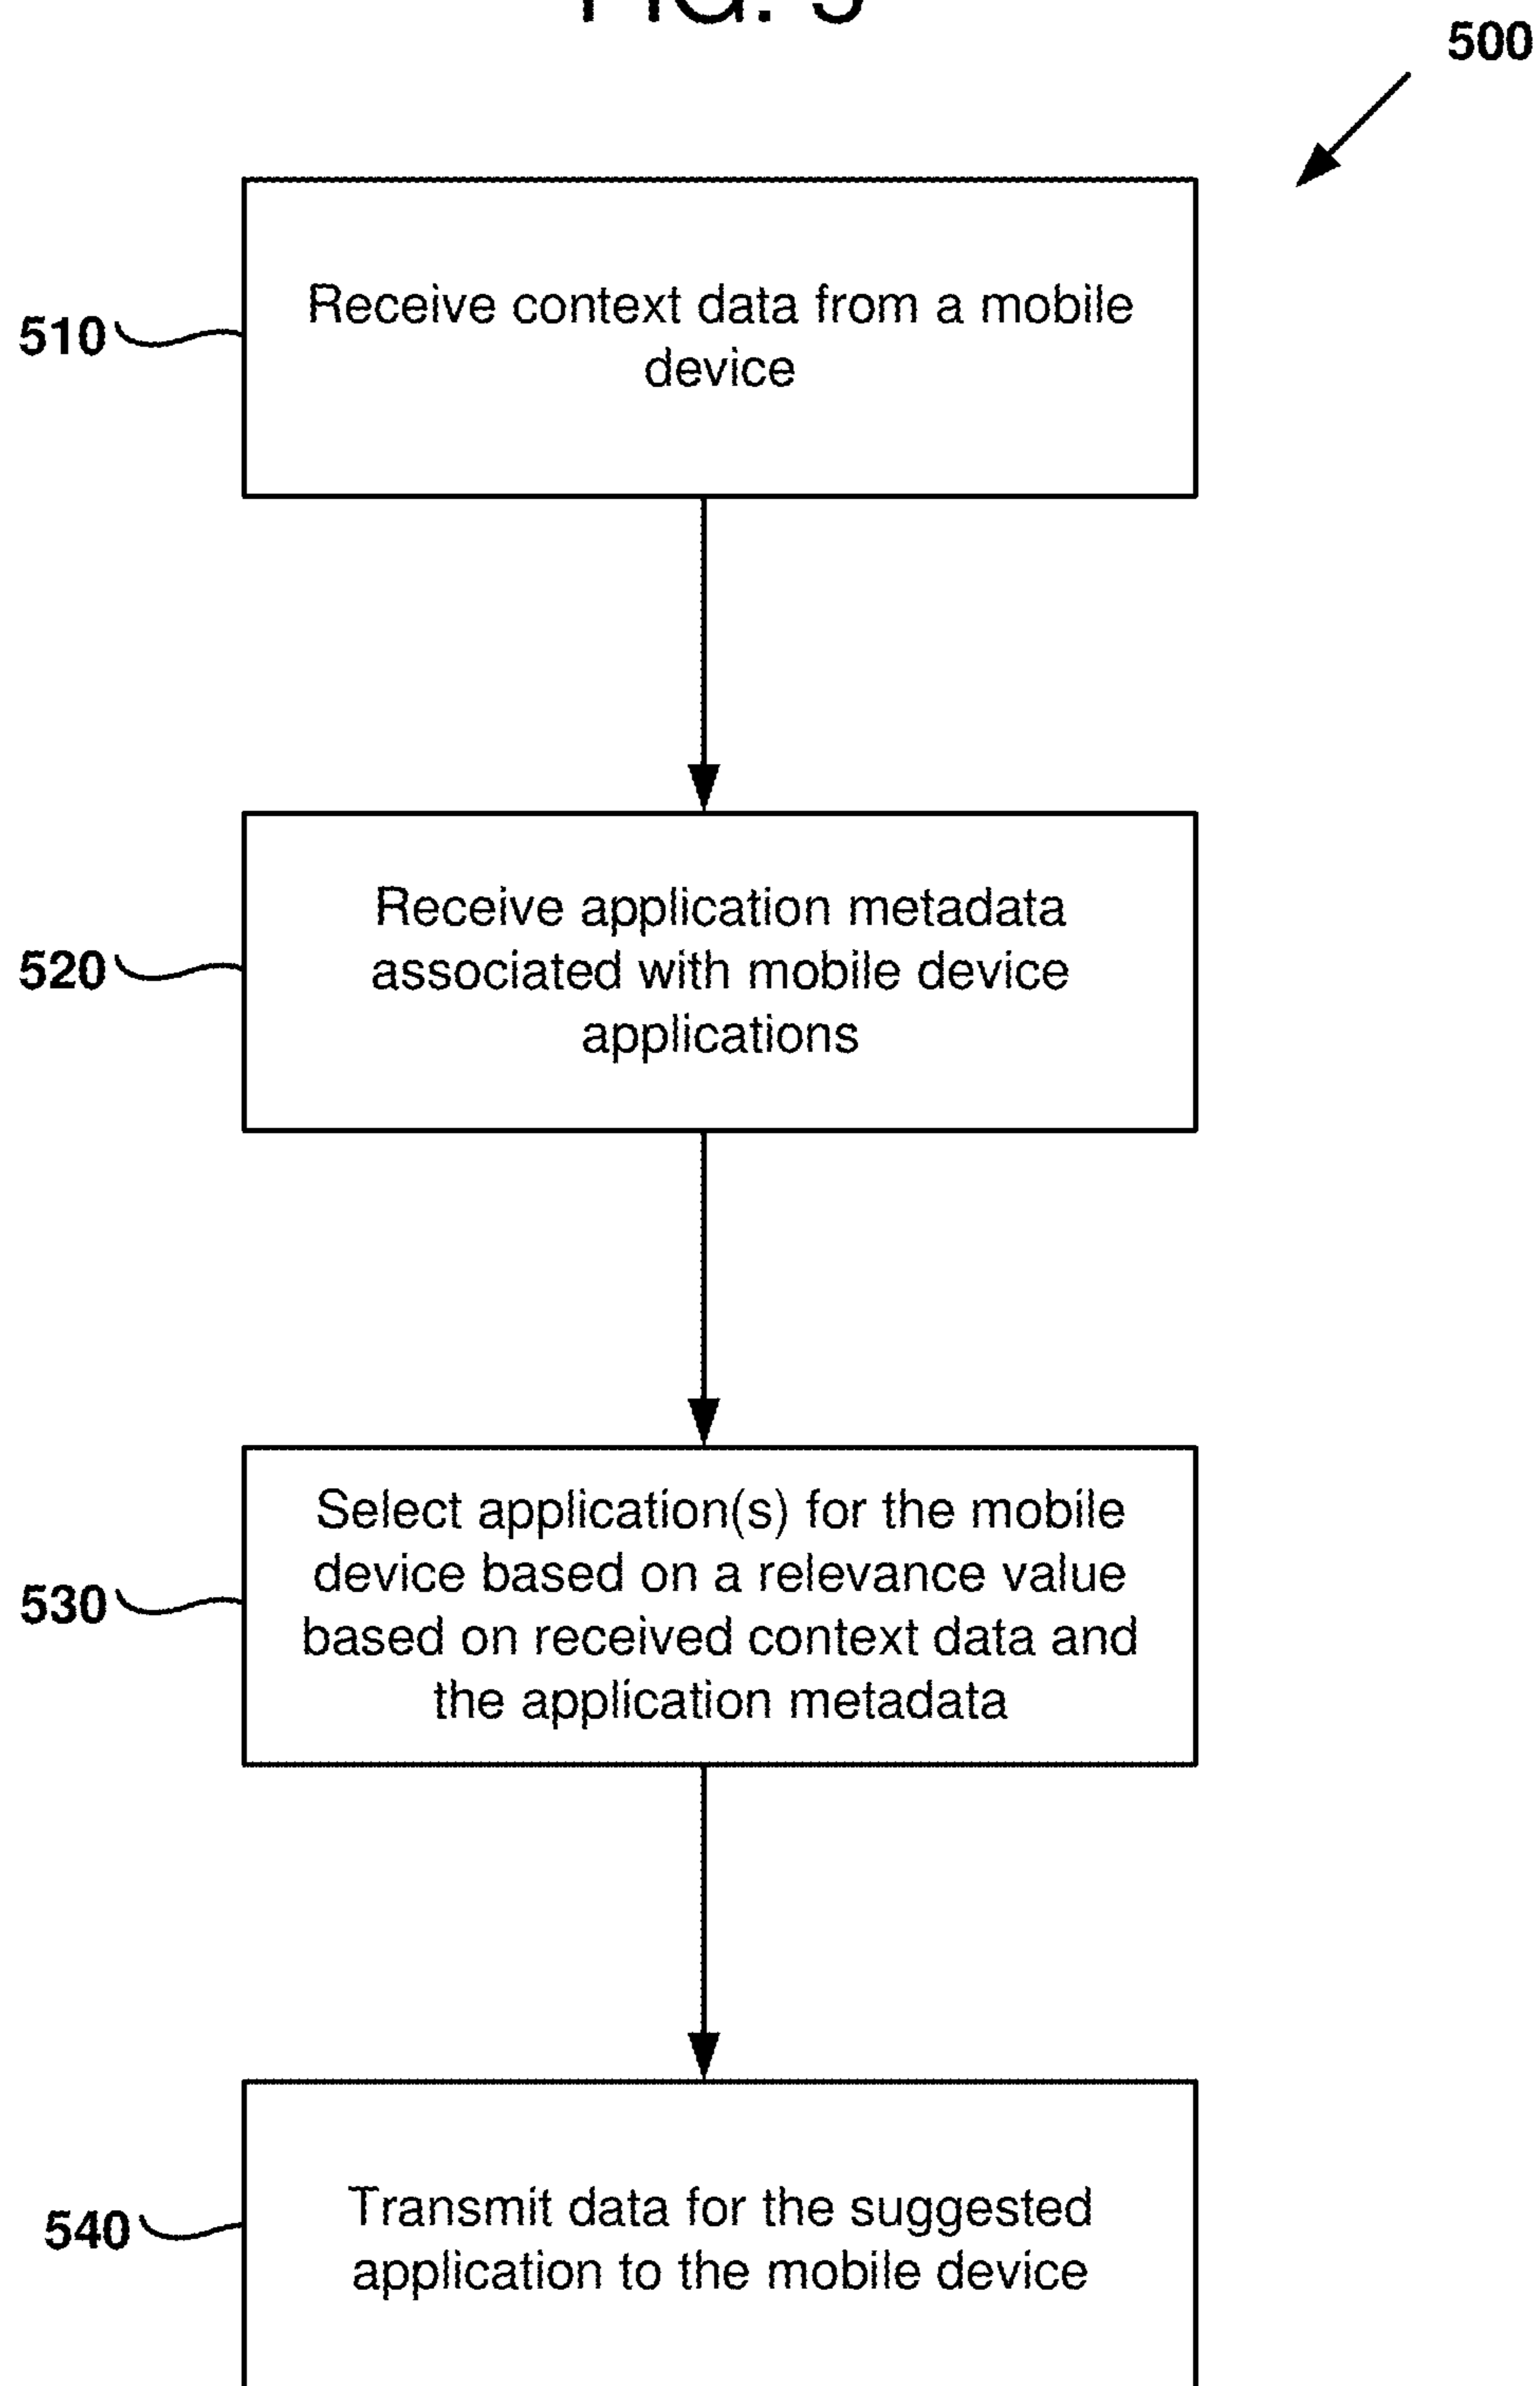 FIG. 5
500
510
Receive context data from a mobile
device
520
Receive application metadata
associated with mobile device
applications
530
Select application(s) for the mobile
device based on a relevance value
based on received context data and
the application metadata
540
Transmit data for the suggested
application to the mobile device